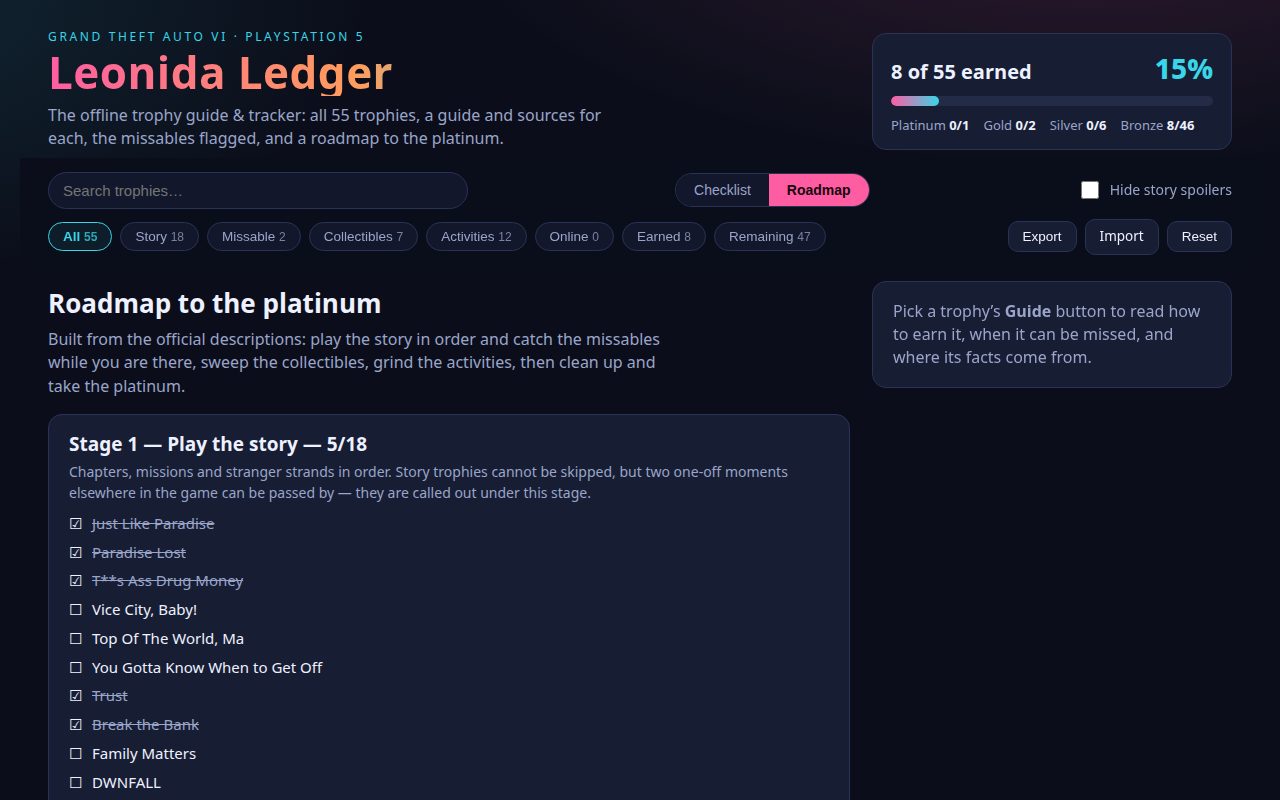 GRAND THEFT AUTO VI · PLAYSTATION 5
Leonida Ledger
The offline trophy guide & tracker: all 55 trophies, a guide and sources for
each, the missables flagged, and a roadmap to the platinum.
8 of 55 earned 15%
Platinum 0/1 Gold 0/2 Silver 0/6 Bronze 8/46
Search trophies…
Checklist Roadmap
Hide story spoilers
All 55 Story 18 Missable 2 Collectibles 7 Activities 12 Online 0 Earned 8 Remaining 47
Export Import Reset
Roadmap to the platinum
Built from the official descriptions: play the story in order and catch the missables
while you are there, sweep the collectibles, grind the activities, then clean up and
take the platinum.
Pick a trophy’s Guide button to read how
to earn it, when it can be missed, and
where its facts come from.
Stage 1 — Play the story — 5/18
Chapters, missions and stranger strands in order. Story trophies cannot be skipped, but two one-off moments
elsewhere in the game can be passed by — they are called out under this stage.
☑ Just Like Paradise
☑ Paradise Lost
☑ T**s Ass Drug Money
☐ Vice City, Baby!
☐ Top Of The World, Ma
☐ You Gotta Know When to Get Off
☑ Trust
☑ Break the Bank
☐ Family Matters
☐ DWNFALL